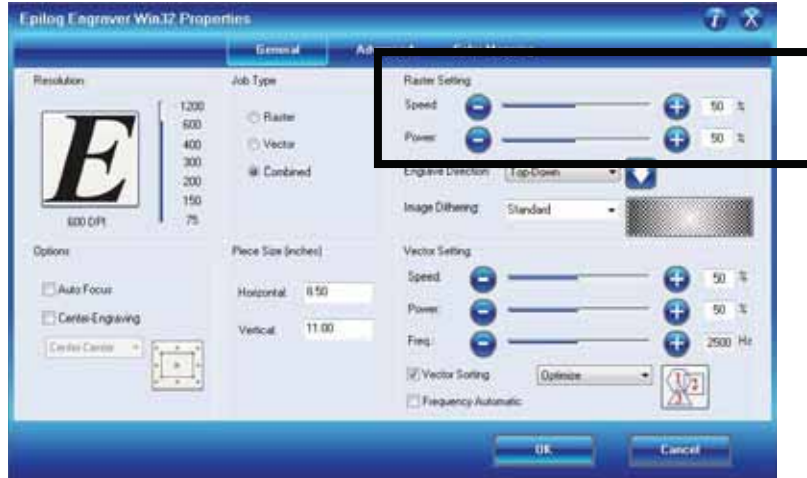 Epilog Engraver Win32 Properties
General
Resolution
1200
600
400
300
200
150
75
E
600 DPI
Job Type
Raster
Vector
Combined
Raster Setting
Speed
50 %
Power
50 %
Engrave Direction
Top-Down
Image Dithering
Standard
Options
Auto Focus
Center-Engraving
Center-Center
Piece Size (inches)
Horizontal
8.50
Vertical
11.00
Vector Setting
Speed
50 %
Power
50 %
Freq.
2500 Hz
Vector Sorting
Optimize
Frequency Automatic
OK
Cancel